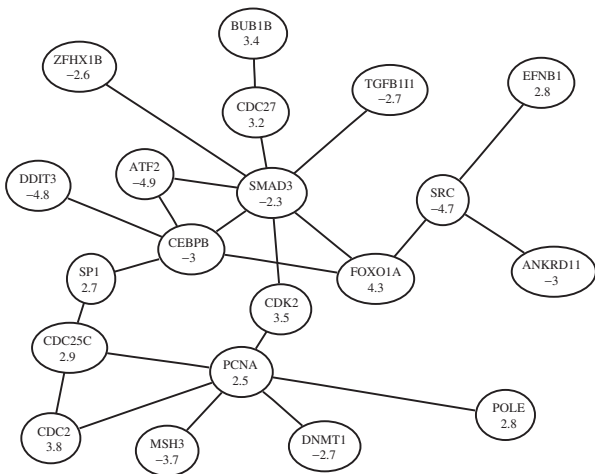 BUB1B
3.4
ZFHX1B
−2.6
TGFB1I1
−2.7
EFNB1
2.8
CDC27
3.2
ATF2
−4.9
DDIT3
−4.8
SMAD3
−2.3
SRC
−4.7
CEBPB
−3
SP1
2.7
FOXO1A
4.3
ANKRD11
−3
CDK2
3.5
CDC25C
2.9
PCNA
2.5
POLE
2.8
CDC2
3.8
MSH3
−3.7
DNMT1
−2.7